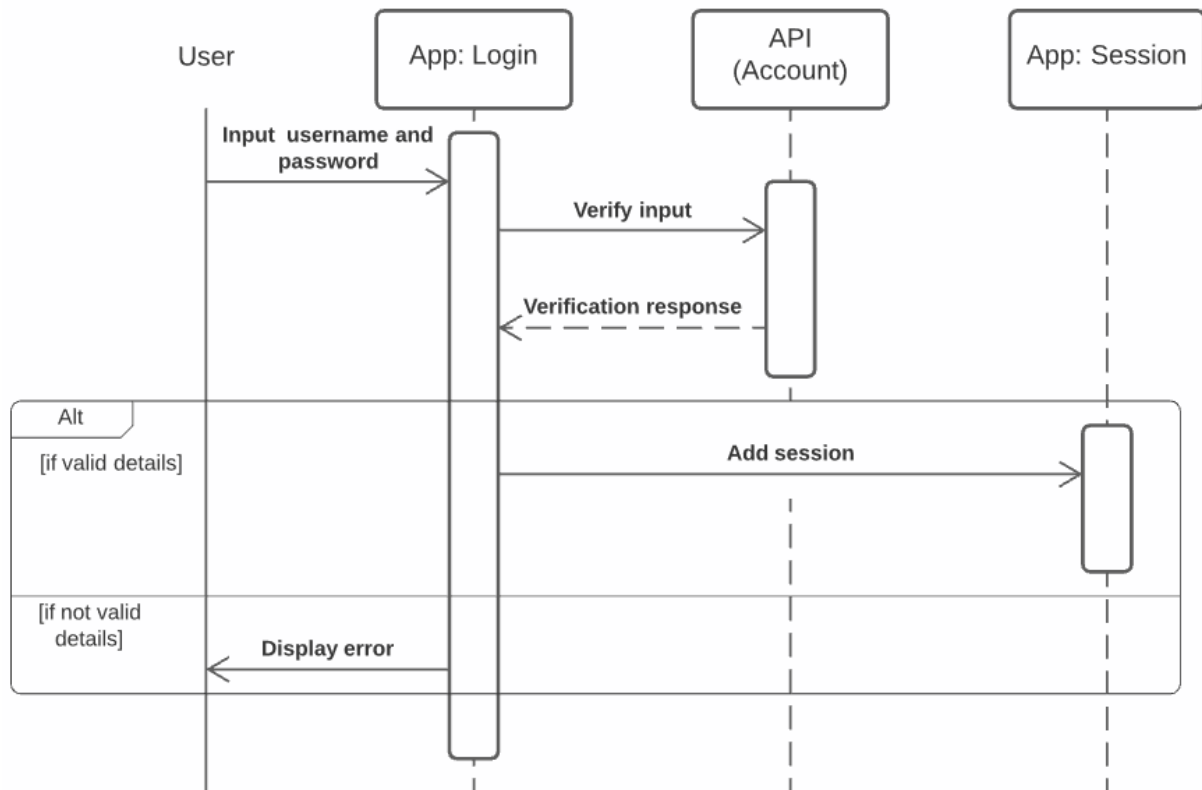 User
App: Login
API
(Account)
App: Session
Input username and
password
Verify input
Verification response
Alt
[if valid details]
Add session
[if not valid
details]
Display error